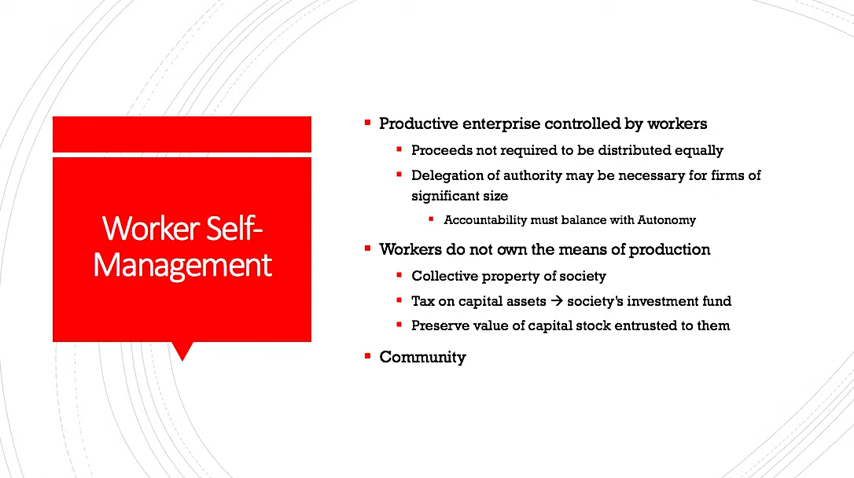 Worker Self-
Management
Productive enterprise controlled by workers
Proceeds not required to be distributed equally
Delegation of authority may be necessary for firms of
significant size
Accountability must balance with Autonomy
Workers do not own the means of production
Collective property of society
Tax on capital assets → society's investment fund
Preserve value of capital stock entrusted to them
Community